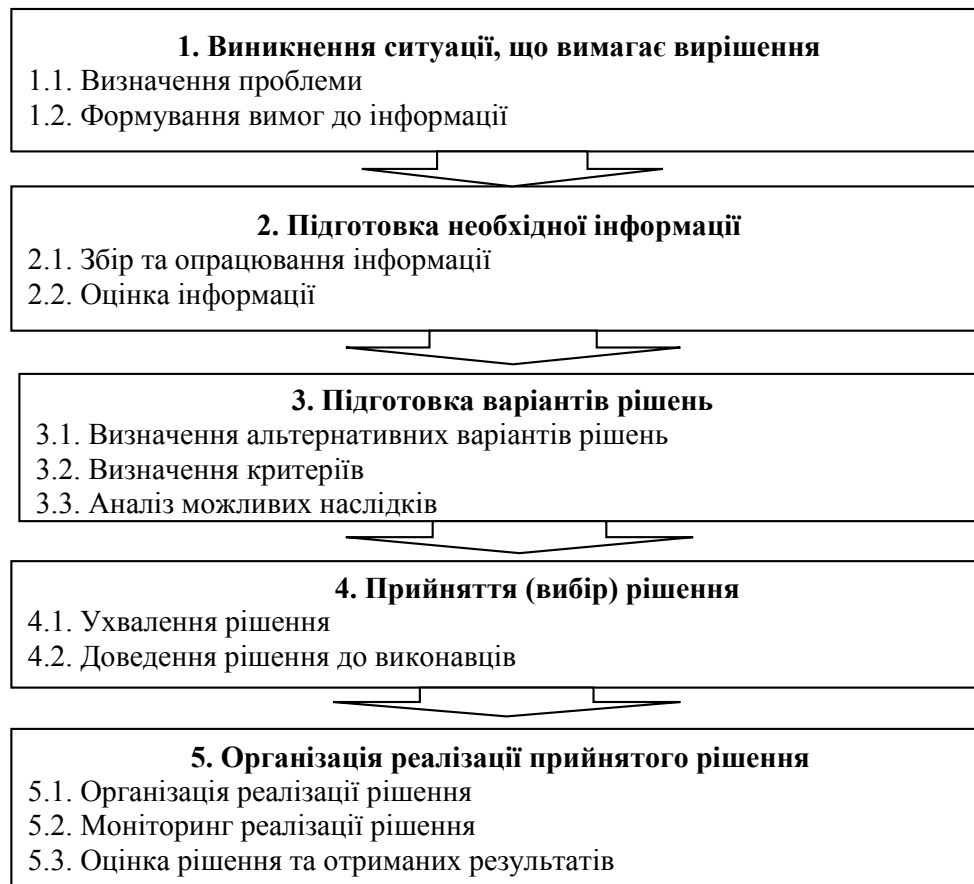 1. Виникнення ситуації, що вимагає вирішення
1.1. Визначення проблеми
1.2. Формування вимог до інформації
2. Підготовка необхідної інформації
2.1. Збір та опрацювання інформації
2.2. Оцінка інформації
3. Підготовка варіантів рішень
3.1. Визначення альтернативних варіантів рішень
3.2. Визначення критеріїв
3.3. Аналіз можливих наслідків
4. Прийняття (вибір) рішення
4.1. Ухвалення рішення
4.2. Доведення рішення до виконавців
5. Організація реалізації прийнятого рішення
5.1. Організація реалізації рішення
5.2. Моніторинг реалізації рішення
5.3. Оцінка рішення та отриманих результатів